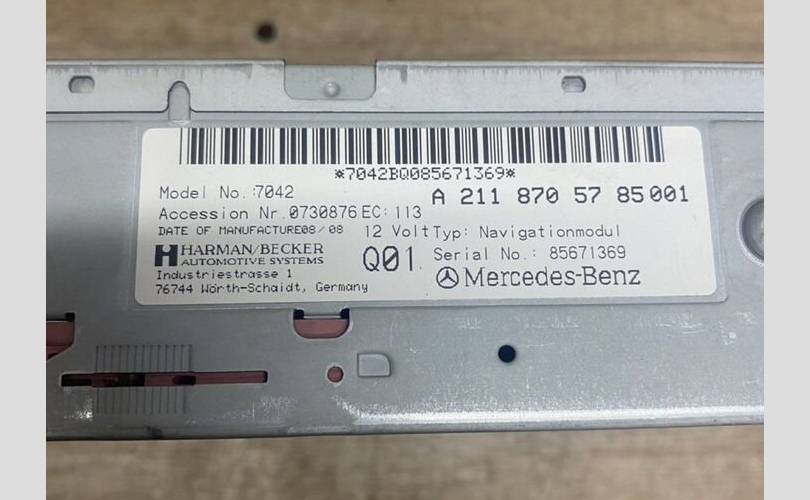 *7042BQ085671369*
Model No.:7042 A 211 870 57 85 001
Accession Nr.0730876 EC: 113
DATE OF MANUFACTURE08/08 12 Volt Typ: Navigationmodul
HARMAN/BECKER
AUTOMOTIVE SYSTEMS
Q01 Serial No.: 85671369
Industriestrasse 1
76744 Wörth-Schaidt, Germany
Mercedes-Benz